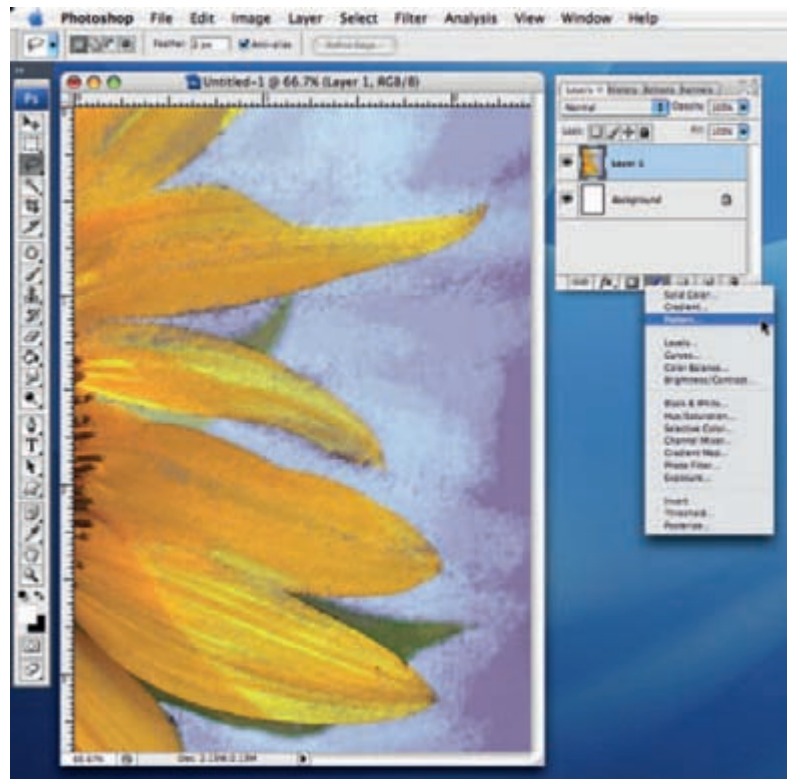 Photoshop File Edit Image Layer Select Filter Analysis View Window Help
Feather: 0 px Anti-alias Refine Edge...
Untitled-1 @ 66.7% (Layer 1, RGB/8)
Ps
Layers
Normal Opacity: 100%
Lock: Fill: 100%
Layer 1
Background
Solid Color...
Gradient...
Pattern...
Levels...
Curves...
Color Balance...
Brightness/Contrast...
Black & White...
Hue/Saturation...
Selective Color...
Channel Mixer...
Gradient Map...
Photo Filter...
Exposure...
Invert
Threshold...
Posterize...
66.67%